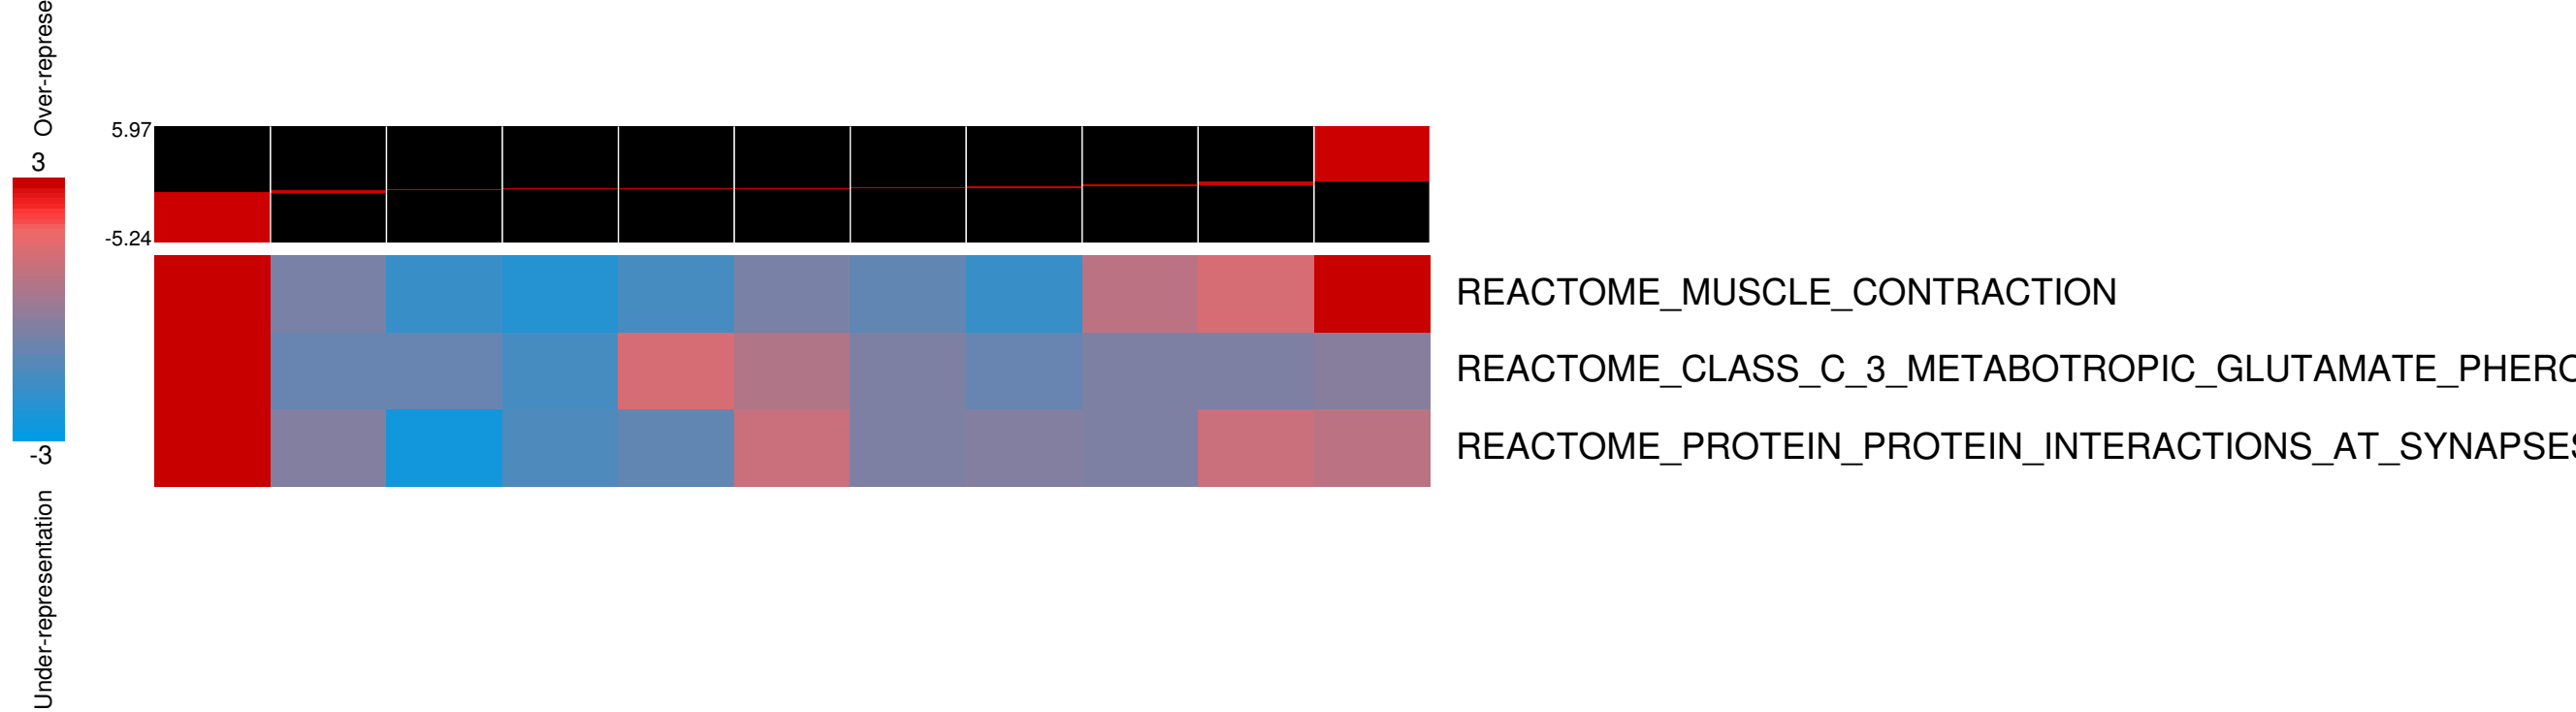 Over-represe
5.97
3
-5.24
REACTOME_MUSCLE_CONTRACTION
REACTOME_CLASS_C_3_METABOTROPIC_GLUTAMATE_PHERO
REACTOME_PROTEIN_PROTEIN_INTERACTIONS_AT_SYNAPSES
-3
Under-representation